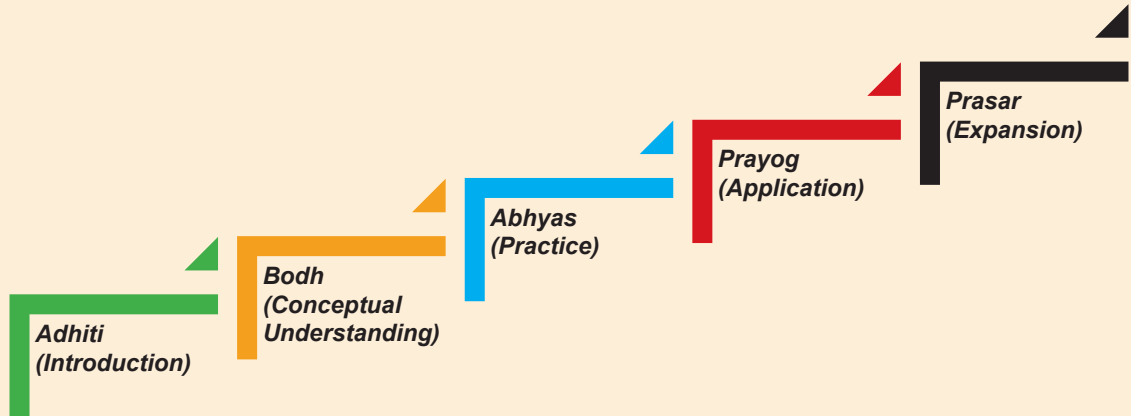 Adhiti
(Introduction)
Bodh
(Conceptual
Understanding)
Abhyas
(Practice)
Prayog
(Application)
Prasar
(Expansion)